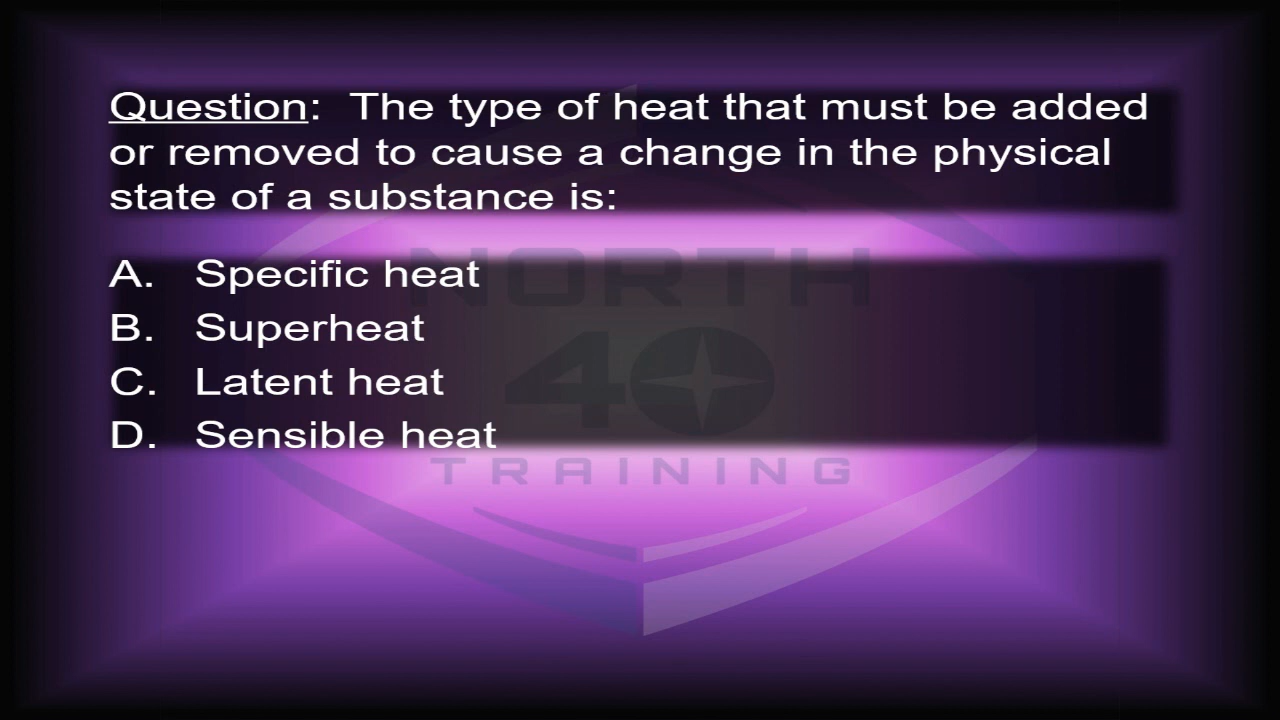 Question: The type of heat that must be added
or removed to cause a change in the physical
state of a substance is:
A. Specific heat
B. Superheat
C. Latent heat
D. Sensible heat
NORTH
40
TRAINING